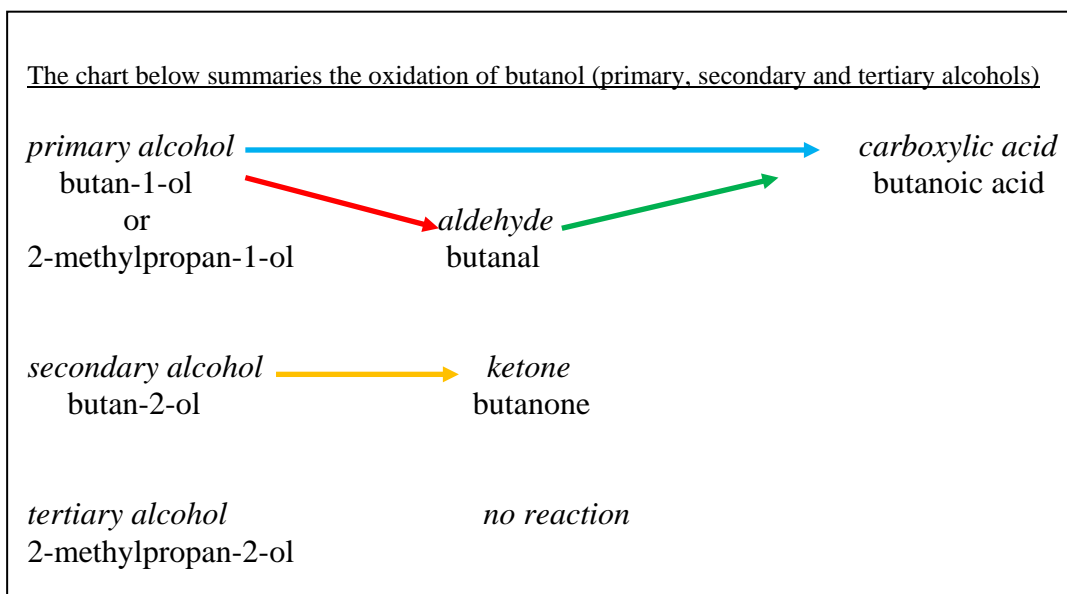 The chart below summaries the oxidation of butanol (primary, secondary and tertiary alcohols)
primary alcohol carboxylic acid
butan-1-ol butanoic acid
or aldehyde
2-methylpropan-1-ol butanal
secondary alcohol ketone
butan-2-ol butanone
tertiary alcohol no reaction
2-methylpropan-2-ol